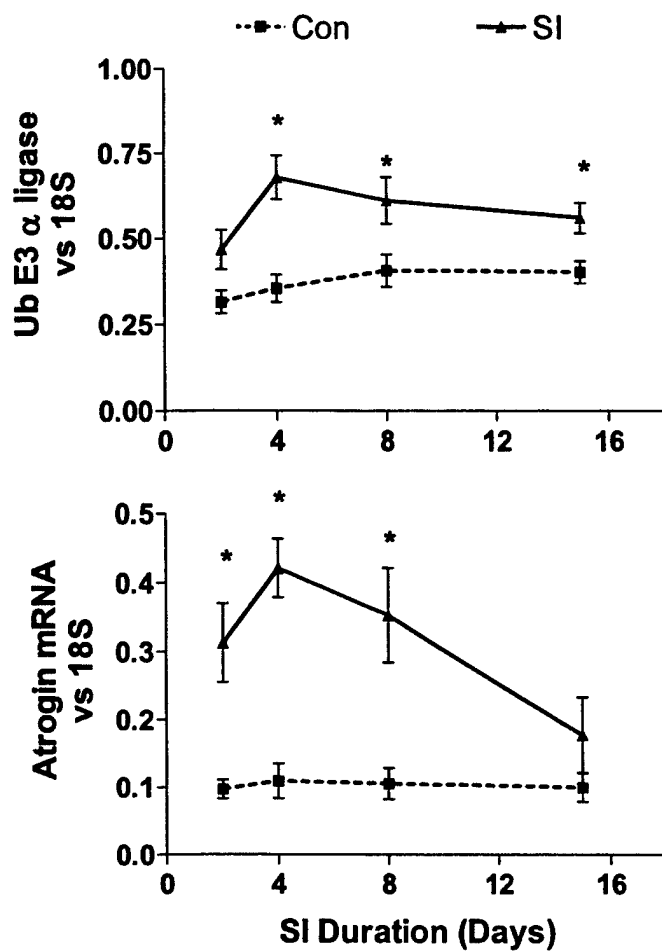 Con SI
Ub E3 α ligase
vs 18S
1.00
0.75
0.50
0.25
0.00
* * *
0 4 8 12 16
Atrogin mRNA
vs 18S
0.5
0.4
0.3
0.2
0.1
0.0
* * *
0 4 8 12 16
SI Duration (Days)